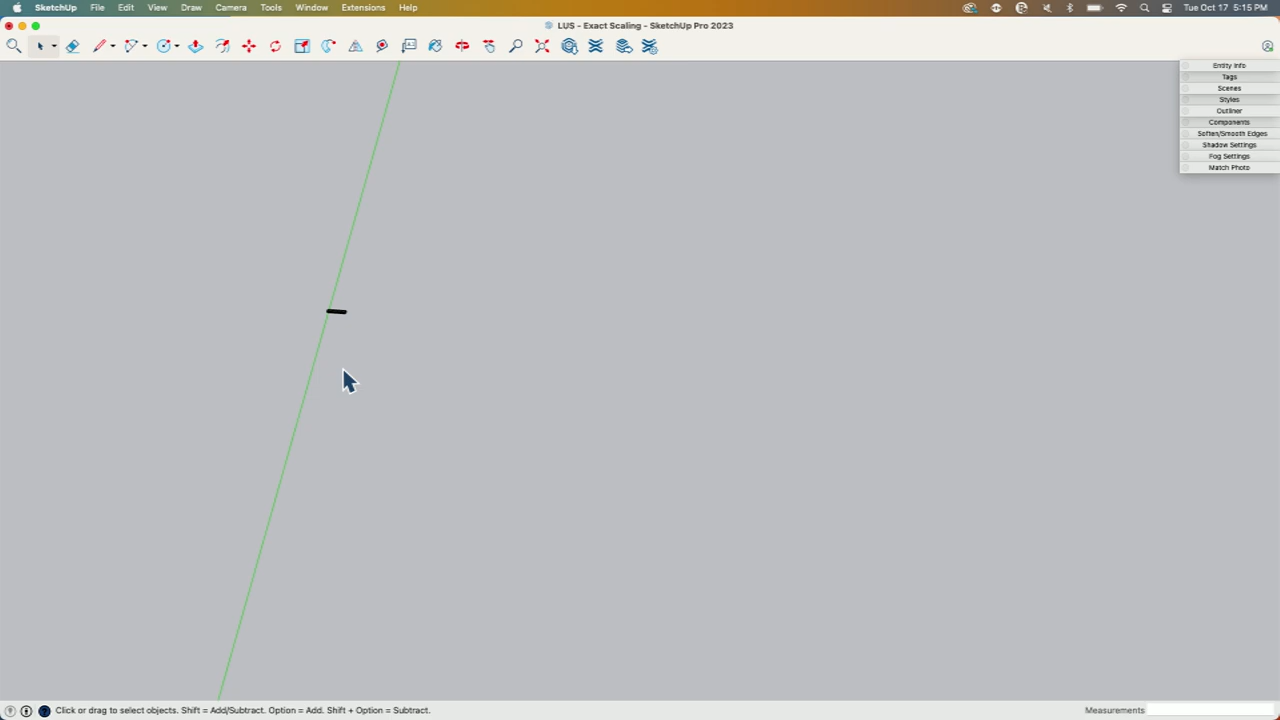 SketchUp File Edit View Draw Camera Tools Window Extensions Help Tue Oct 17 5:15 PM
LUS - Exact Scaling - SketchUp Pro 2023
Entity Info
Tags
Scenes
Styles
Outliner
Components
Soften/Smooth Edges
Shadow Settings
Fog Settings
Match Photo
Click or drag to select objects. Shift = Add/Subtract. Option = Add. Shift + Option = Subtract. Measurements